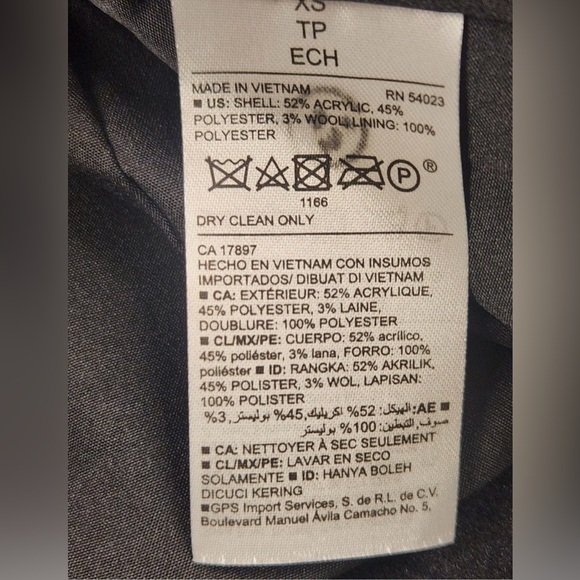 XS
TP
ECH
MADE IN VIETNAM RN 54023
■ US: SHELL: 52% ACRYLIC, 45%
POLYESTER, 3% WOOL, LINING: 100%
POLYESTER
P ®
1166
DRY CLEAN ONLY
CA 17897
HECHO EN VIETNAM CON INSUMOS
IMPORTADOS/ DIBUAT DI VIETNAM
■ CA: EXTÉRIEUR: 52% ACRYLIQUE,
45% POLYESTER, 3% LAINE,
DOUBLURE: 100% POLYESTER
■ CL/MX/PE: CUERPO: 52% acrílico,
45% poliéster, 3% lana, FORRO: 100%
poliéster ■ ID: RANGKA: 52% AKRILIK,
45% POLISTER, 3% WOL, LAPISAN:
100% POLISTER
■ AE: الهيكل: 52% اكريليك, 45% بوليستر, 3%
صوف, التبطين: 100% بوليستر
■ CA: NETTOYER À SEC SEULEMENT
■ CL/MX/PE: LAVAR EN SECO
SOLAMENTE ■ ID: HANYA BOLEH
DICUCI KERING
■GPS Import Services, S. de R.L. de C.V.
Boulevard Manuel Ávila Camacho No. 5,